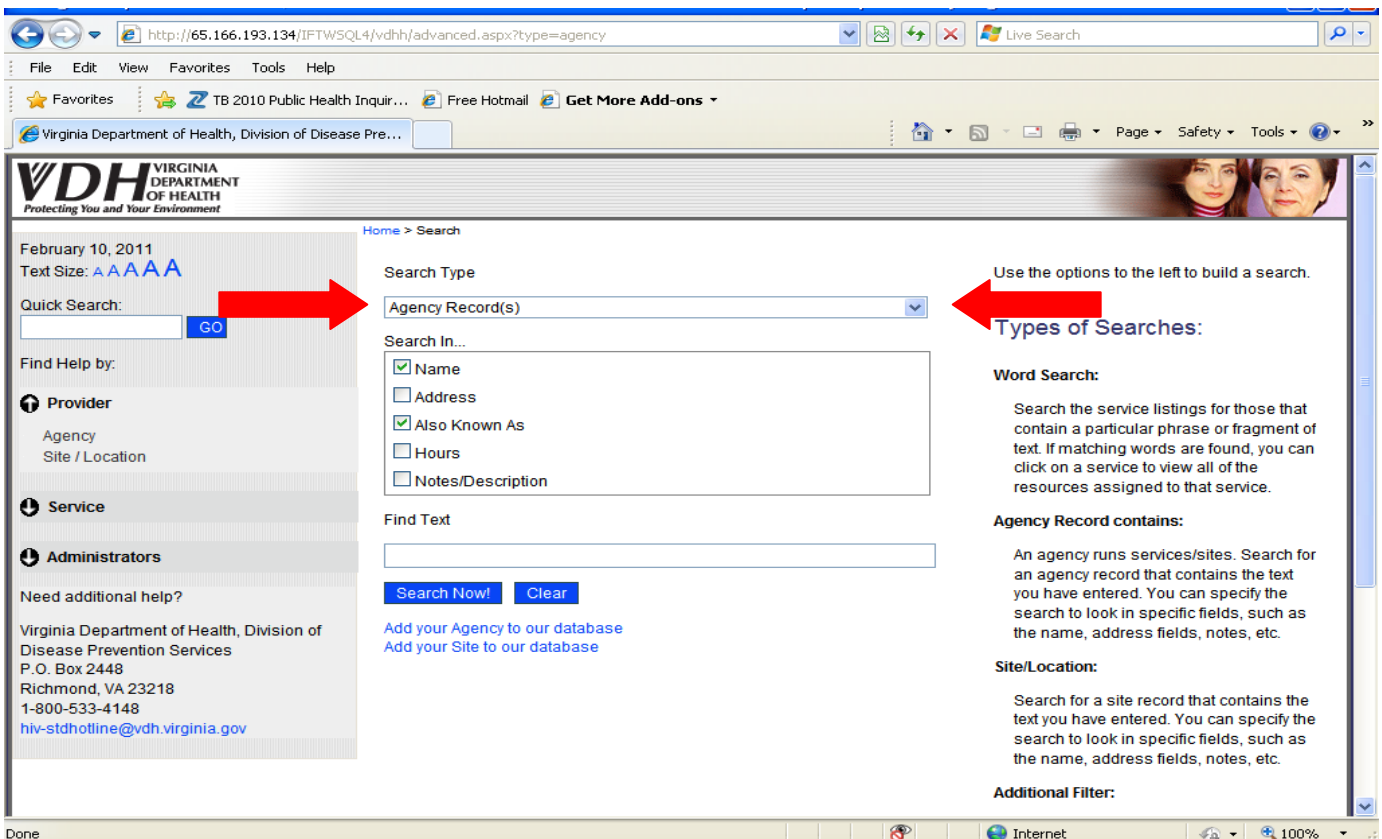 http://65.166.193.134/IFTWSQL4/vdhh/advanced.aspx?type=agency
Live Search
File Edit View Favorites Tools Help
Favorites
TB 2010 Public Health Inquir...
Free Hotmail
Get More Add-ons
Virginia Department of Health, Division of Disease Pre...
Page
Safety
Tools
»
VDH VIRGINIA
DEPARTMENT
OF HEALTH
Protecting You and Your Environment
February 10, 2011
Text Size: A A A A A
Quick Search:
GO
Find Help by:
Provider
Agency
Site / Location
Service
Administrators
Need additional help?
Virginia Department of Health, Division of
Disease Prevention Services
P.O. Box 2448
Richmond, VA 23218
1-800-533-4148
hiv-stdhotline@vdh.virginia.gov
Home > Search
Search Type
Agency Record(s)
Search In...
Name
Address
Also Known As
Hours
Notes/Description
Find Text
Search Now! Clear
Add your Agency to our database
Add your Site to our database
Use the options to the left to build a search.
Types of Searches:
Word Search:
Search the service listings for those that
contain a particular phrase or fragment of
text. If matching words are found, you can
click on a service to view all of the
resources assigned to that service.
Agency Record contains:
An agency runs services/sites. Search for
an agency record that contains the text
you have entered. You can specify the
search to look in specific fields, such as
the name, address fields, notes, etc.
Site/Location:
Search for a site record that contains the
text you have entered. You can specify the
search to look in specific fields, such as
the name, address fields, notes, etc.
Additional Filter:
Done
Internet
100%